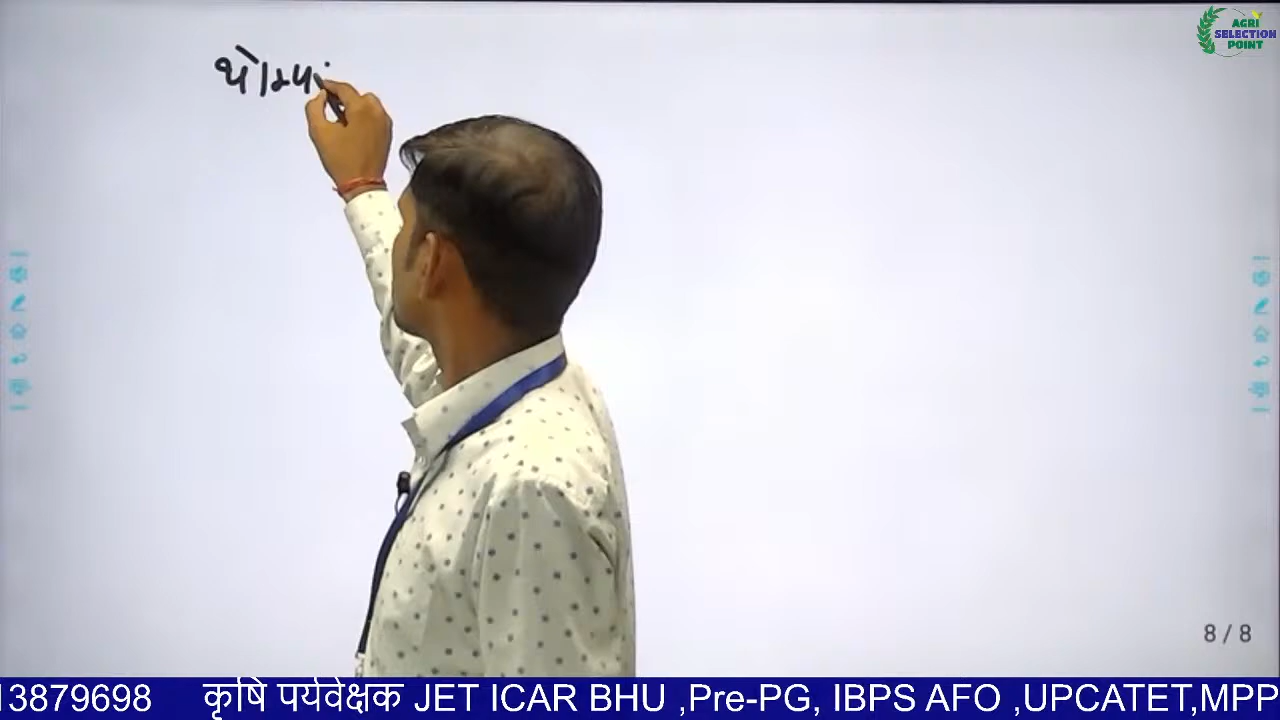 AGRI
SELECTION
POINT
8 / 8
13879698 कृषि पर्यवेक्षक JET ICAR BHU ,Pre-PG, IBPS AFO ,UPCATET,MPP